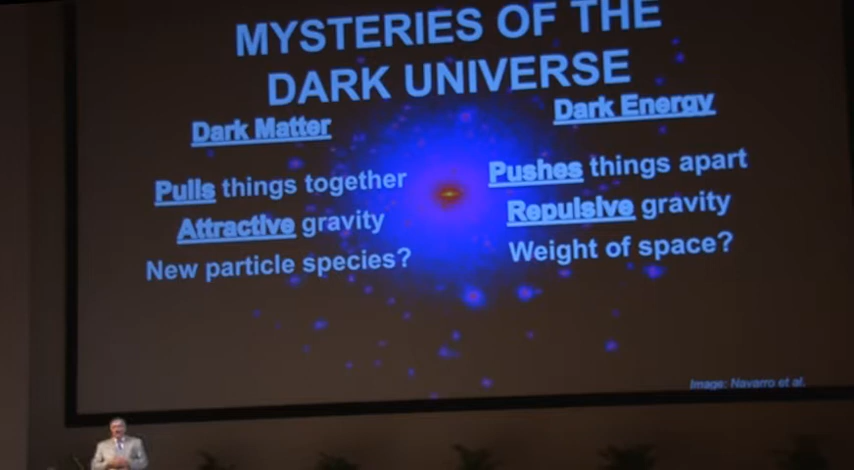 MYSTERIES OF THE
DARK UNIVERSE
Dark Matter
Pulls things together
Attractive gravity
New particle species?
Dark Energy
Pushes things apart
Repulsive gravity
Weight of space?
Image: Navarro et al.